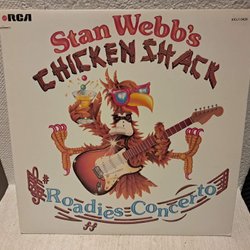 RCA
Stan Webb's
CHICKEN SHACK
Roadies Concerto